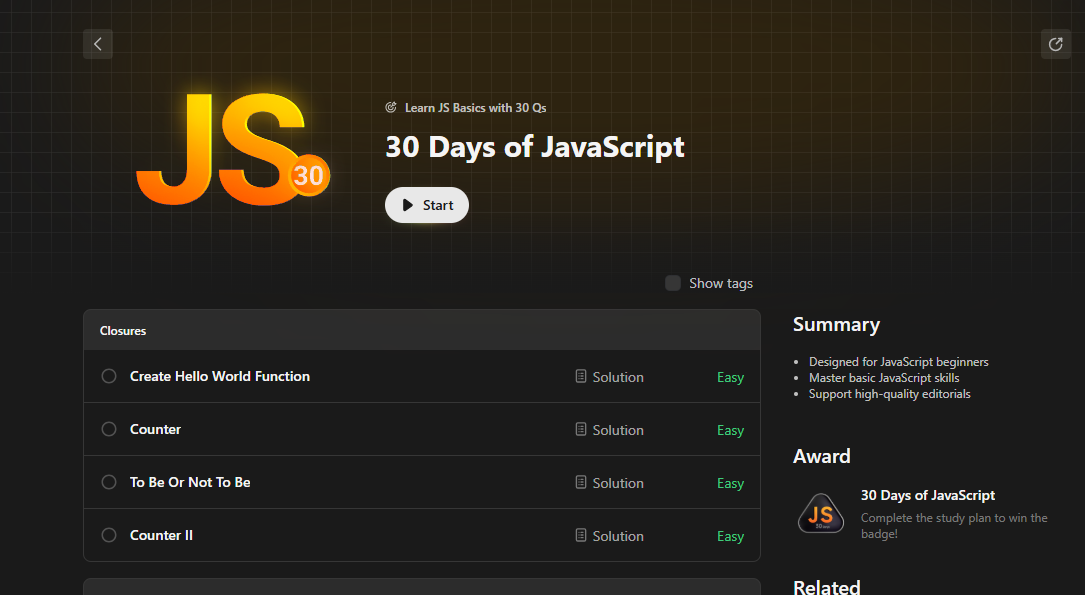 JS
30
Learn JS Basics with 30 Qs
30 Days of JavaScript
Start
Show tags
Closures
Create Hello World Function
Solution
Easy
Counter
Solution
Easy
To Be Or Not To Be
Solution
Easy
Counter II
Solution
Easy
Summary
Designed for JavaScript beginners
Master basic JavaScript skills
Support high-quality editorials
Award
JS
30 Days of JavaScript
Complete the study plan to win the
badge!
Related